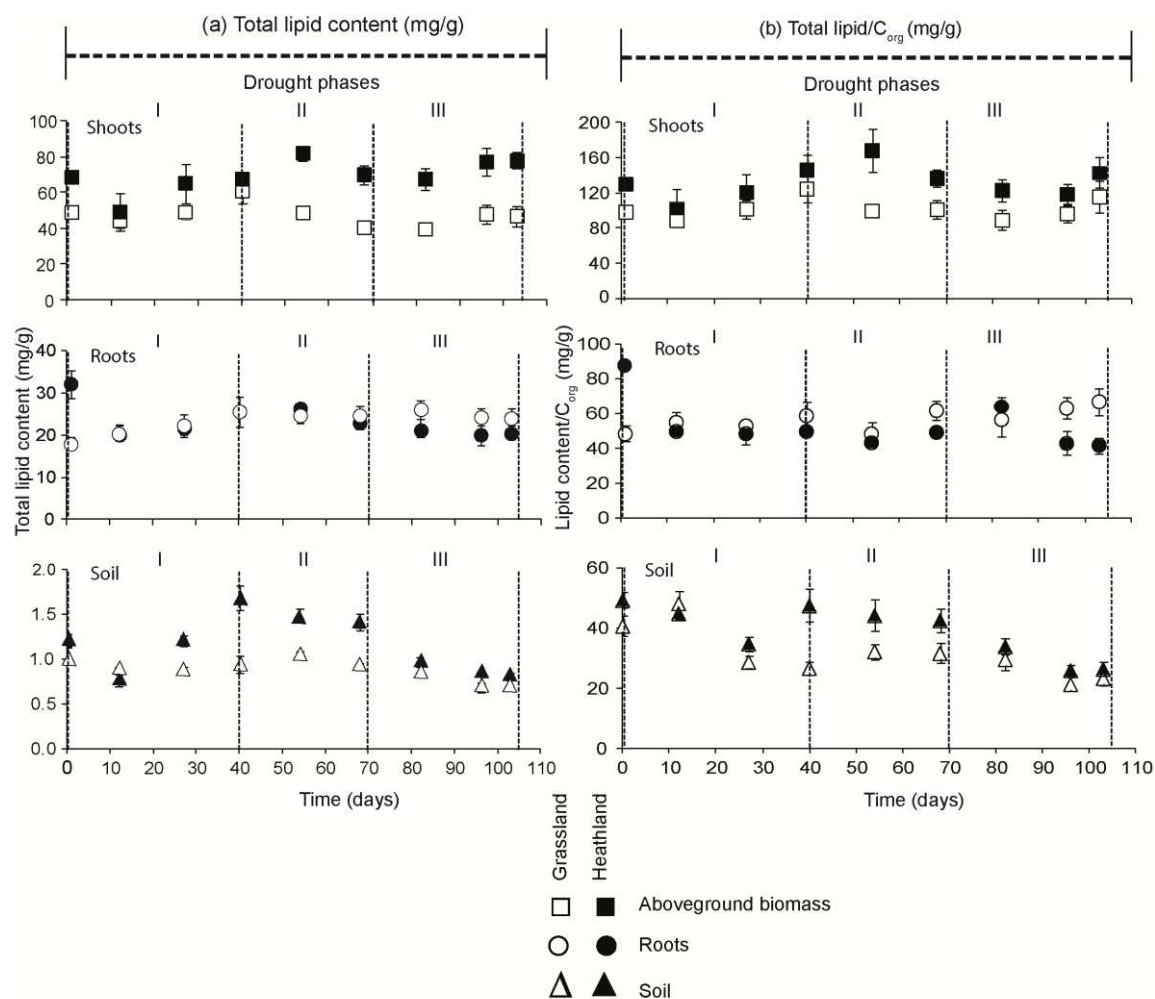 (a) Total lipid content (mg/g)
Drought phases
I II III
Shoots
100
80
60
40
20
0
Roots
I II III
40
30
20
10
0
Total lipid content (mg/g)
Soil
I II III
2.0
1.5
1.0
0.5
0.0
0 10 20 30 40 50 60 70 80 90 100 110
Time (days)
(b) Total lipid/Corg (mg/g)
Drought phases
I II III
Shoots
200
160
120
80
40
0
Roots
I II III
100
80
60
40
20
0
Lipid content/Corg (mg/g)
Soil
I II III
60
40
20
0
0 10 20 30 40 50 60 70 80 90 100 110
Time (days)
Grassland
Heathland
Aboveground biomass
Roots
Soil